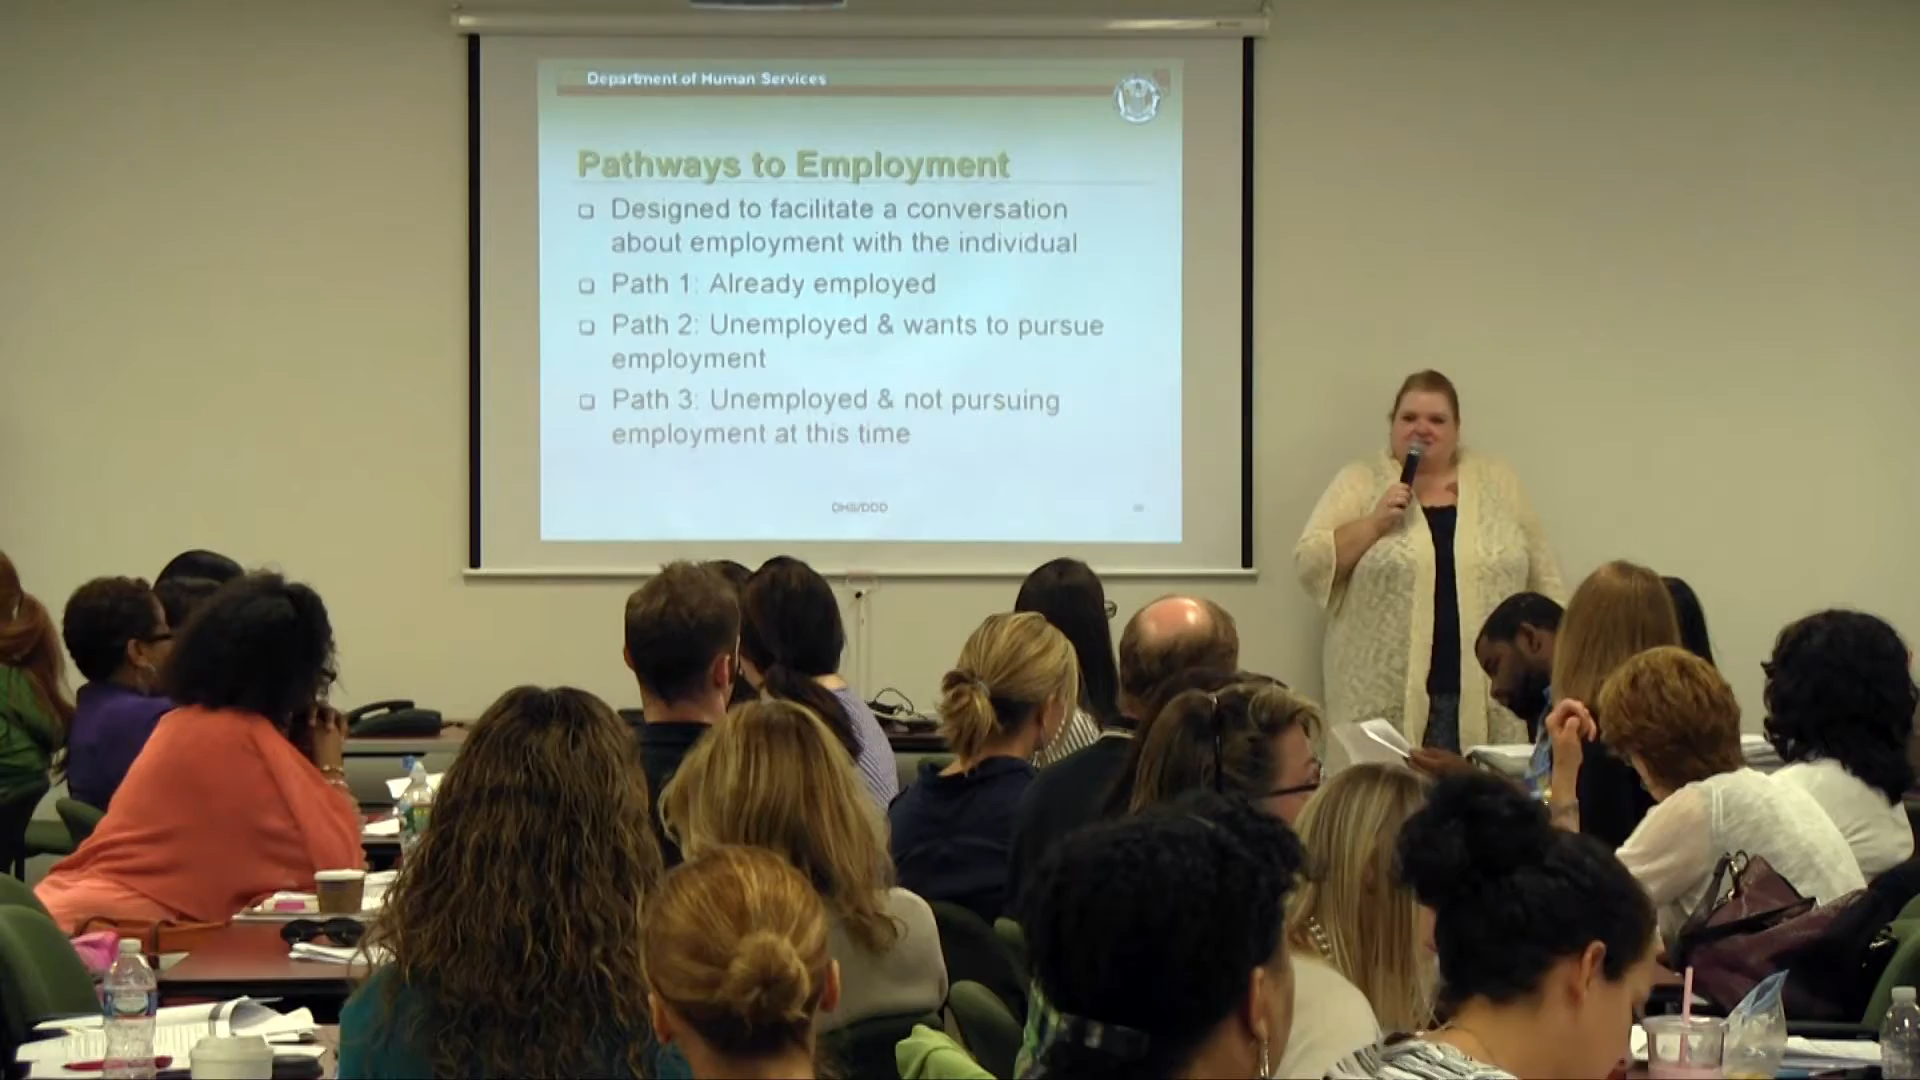 Department of Human Services
Pathways to Employment
Designed to facilitate a conversation
about employment with the individual
Path 1: Already employed
Path 2: Unemployed & wants to pursue
employment
Path 3: Unemployed & not pursuing
employment at this time
DHS/DDD